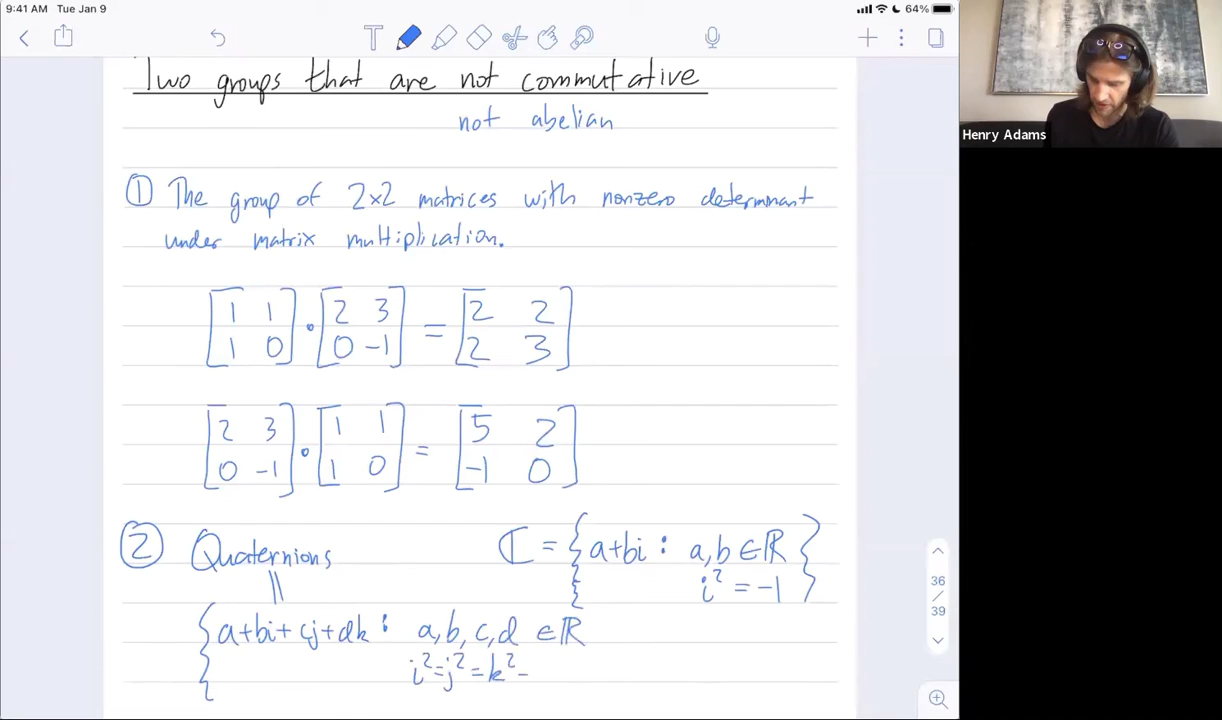 9:41 AM Tue Jan 9
64%
Two groups that are not commutative
not abelian
Henry Adams
① The group of 2×2 matrices with nonzero determinant
under matrix multiplication.
[1 1; 1 0] · [2 3; 0 -1] = [2 2; 2 3]
[2 3; 0 -1] · [1 1; 1 0] = [5 2; -1 0]
② Quaternions
ℂ = {a+bi : a,b ∈ ℝ
i² = -1}
=
{a+bi+cj+dk : a,b,c,d ∈ ℝ
i²=j²=k²-
36
/
39